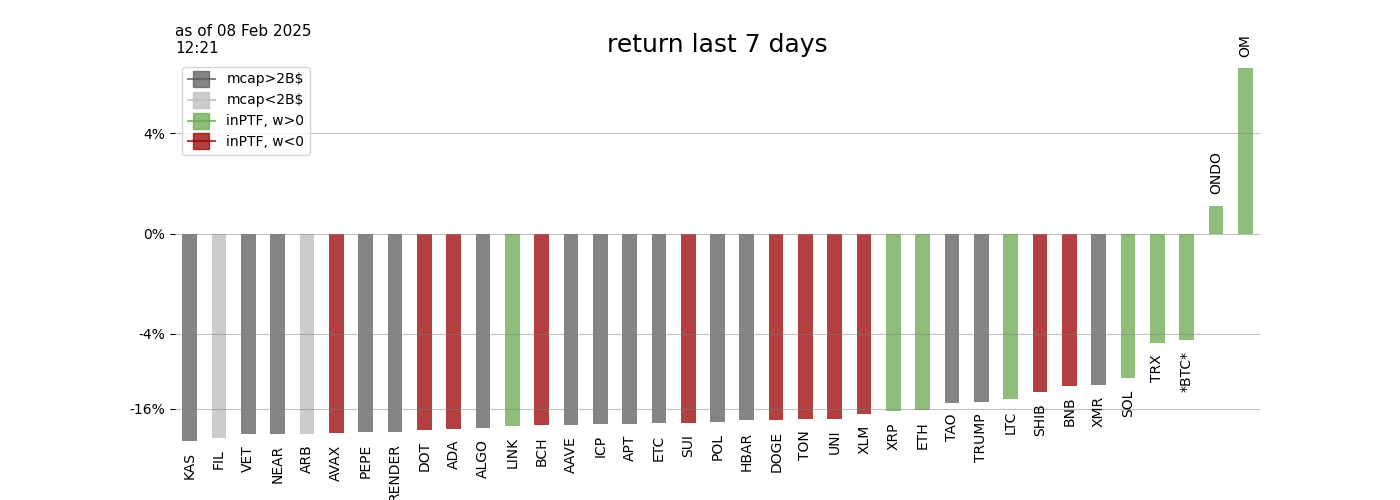 as of 08 Feb 2025
12:21
return last 7 days
mcap>2B$
mcap<2B$
inPTF, w>0
inPTF, w<0
4%
0%
-4%
-16%
KAS
FIL
VET
NEAR
ARB
AVAX
PEPE
RENDER
DOT
ADA
ALGO
LINK
BCH
AAVE
ICP
APT
ETC
SUI
POL
HBAR
DOGE
TON
UNI
XLM
XRP
ETH
TAO
TRUMP
LTC
SHIB
BNB
XMR
SOL
TRX
*BTC*
ONDO
OM